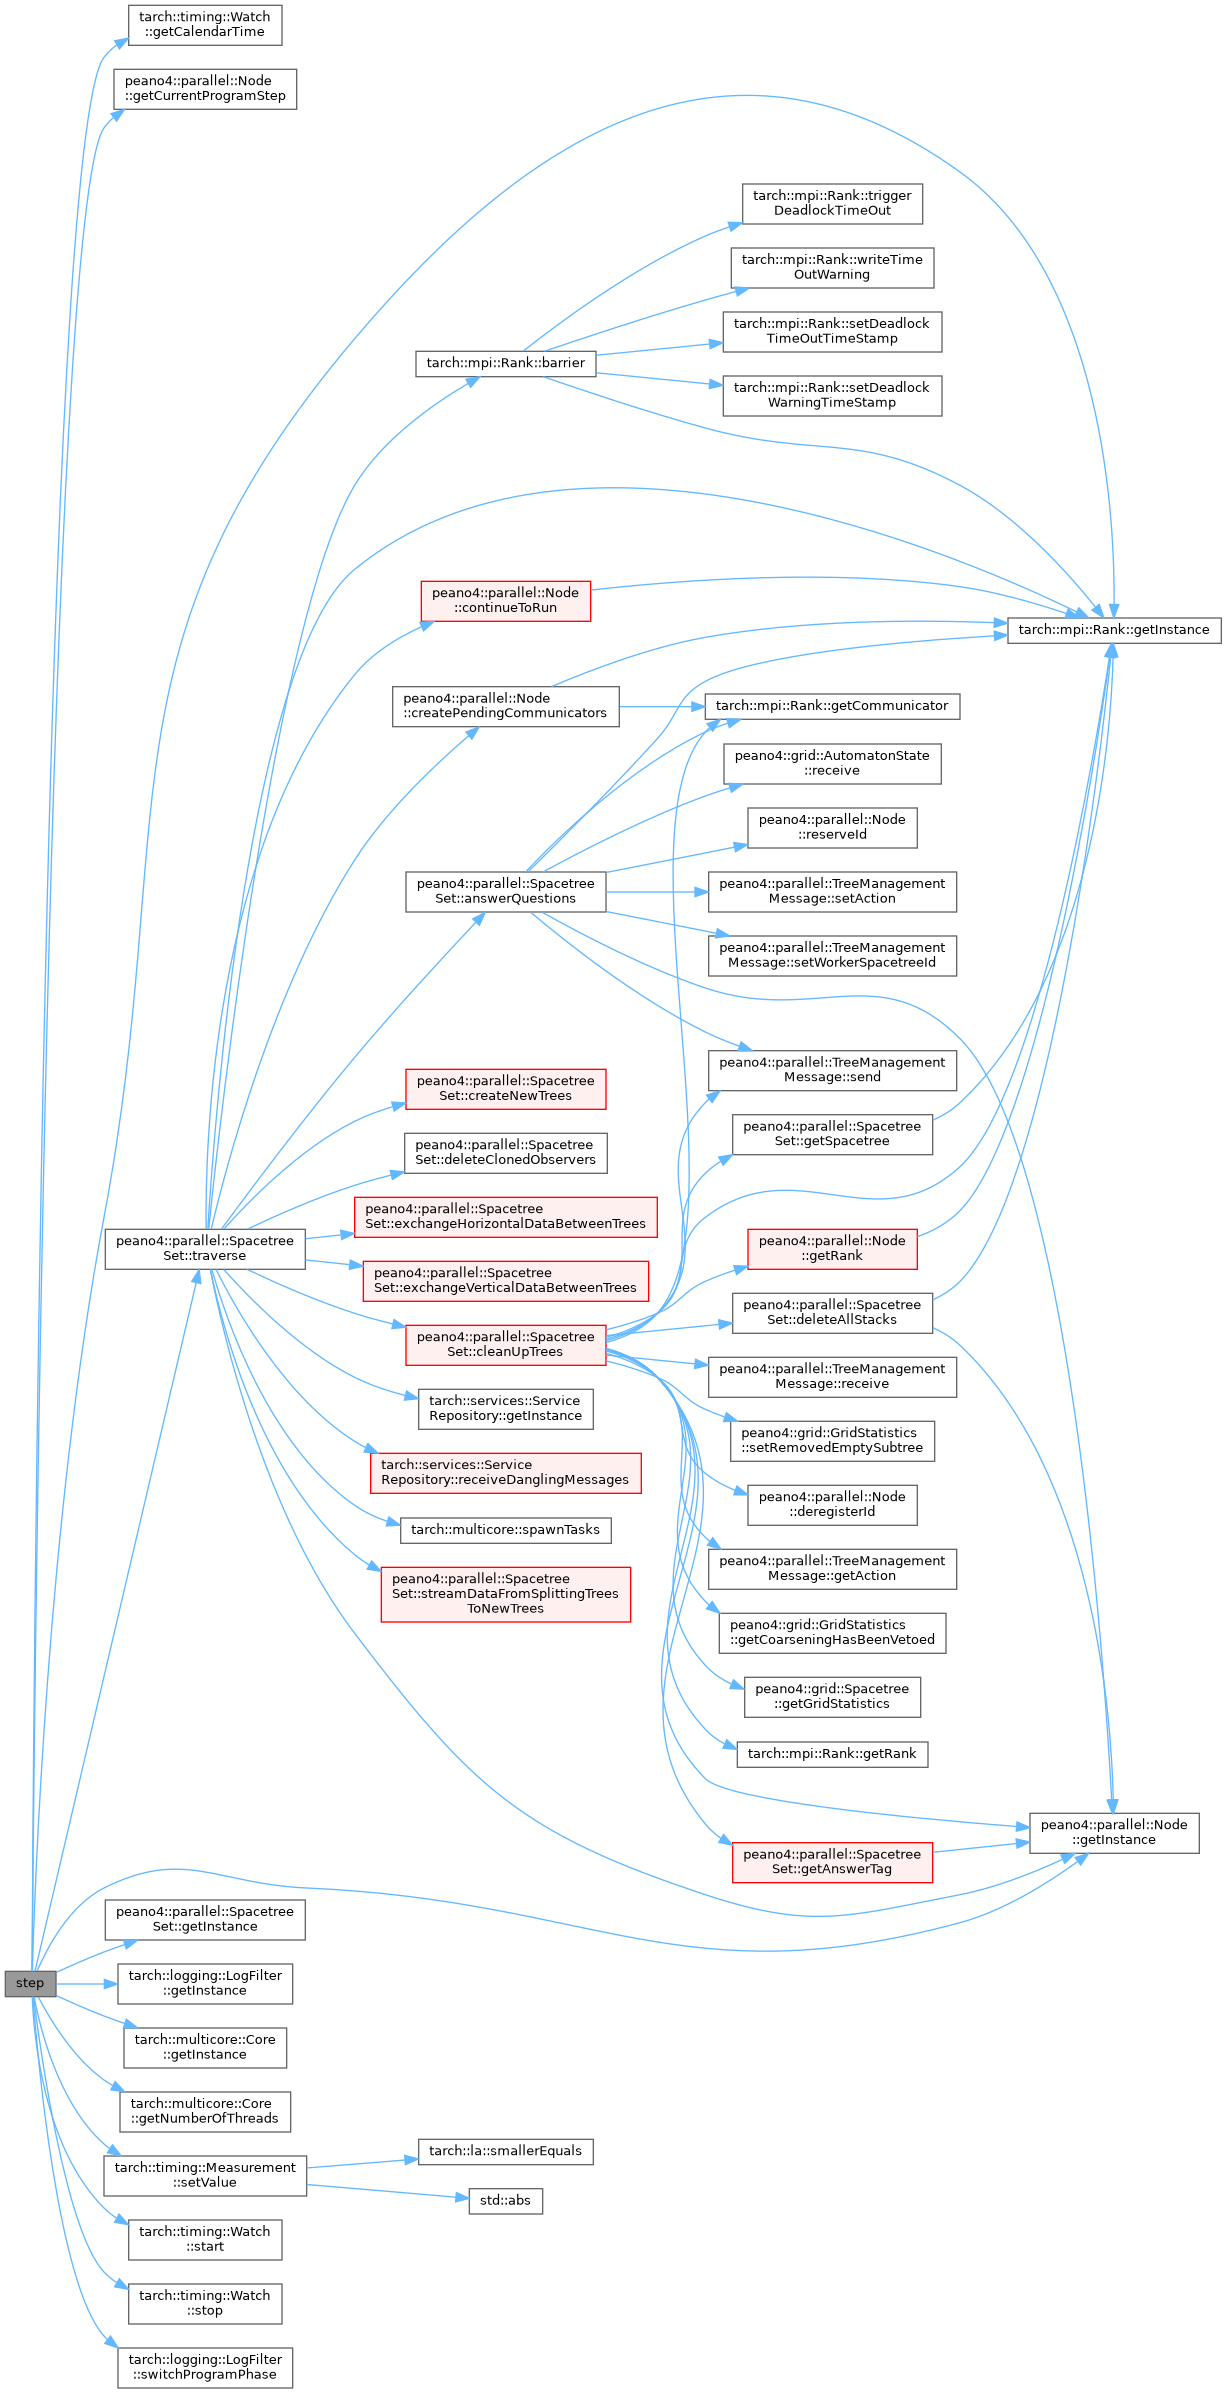 tarch::timing::Watch
::getCalendarTime
peano4::parallel::Node
::getCurrentProgramStep
tarch::mpi::Rank::trigger
DeadlockTimeOut
tarch::mpi::Rank::writeTime
OutWarning
tarch::mpi::Rank::setDeadlock
TimeOutTimeStamp
tarch::mpi::Rank::barrier
tarch::mpi::Rank::setDeadlock
WarningTimeStamp
peano4::parallel::Node
::continueToRun
tarch::mpi::Rank::getInstance
peano4::parallel::Node
::createPendingCommunicators
tarch::mpi::Rank::getCommunicator
peano4::grid::AutomatonState
::receive
peano4::parallel::Node
::reserveId
peano4::parallel::Spacetree
Set::answerQuestions
peano4::parallel::TreeManagement
Message::setAction
peano4::parallel::TreeManagement
Message::setWorkerSpacetreeId
peano4::parallel::TreeManagement
Message::send
peano4::parallel::Spacetree
Set::createNewTrees
peano4::parallel::Spacetree
Set::getSpacetree
peano4::parallel::Spacetree
Set::deleteClonedObservers
peano4::parallel::Spacetree
Set::exchangeHorizontalDataBetweenTrees
peano4::parallel::Spacetree
Set::traverse
peano4::parallel::Node
::getRank
peano4::parallel::Spacetree
Set::exchangeVerticalDataBetweenTrees
peano4::parallel::Spacetree
Set::deleteAllStacks
peano4::parallel::Spacetree
Set::cleanUpTrees
peano4::parallel::TreeManagement
Message::receive
tarch::services::Service
Repository::getInstance
peano4::grid::GridStatistics
::setRemovedEmptySubtree
tarch::services::Service
Repository::receiveDanglingMessages
peano4::parallel::Node
::deregisterId
tarch::multicore::spawnTasks
peano4::parallel::TreeManagement
Message::getAction
peano4::parallel::Spacetree
Set::streamDataFromSplittingTrees
ToNewTrees
peano4::grid::GridStatistics
::getCoarseningHasBeenVetoed
peano4::grid::Spacetree
::getGridStatistics
tarch::mpi::Rank::getRank
peano4::parallel::Node
::getInstance
peano4::parallel::Spacetree
Set::getAnswerTag
peano4::parallel::Spacetree
Set::getInstance
step
tarch::logging::LogFilter
::getInstance
tarch::multicore::Core
::getInstance
tarch::multicore::Core
::getNumberOfThreads
tarch::timing::Measurement
::setValue
tarch::la::smallerEquals
std::abs
tarch::timing::Watch
::start
tarch::timing::Watch
::stop
tarch::logging::LogFilter
::switchProgramPhase